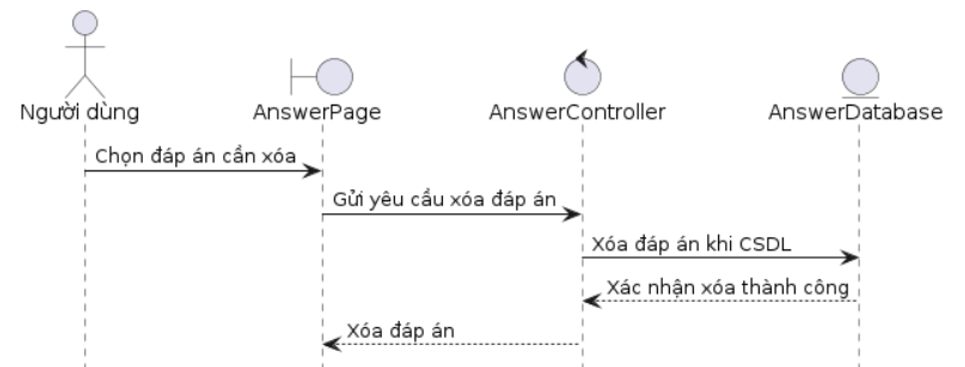 Người dùng AnswerPage AnswerController AnswerDatabase
Chọn đáp án cần xóa
Gửi yêu cầu xóa đáp án
Xóa đáp án khi CSDL
Xác nhận xóa thành công
Xóa đáp án